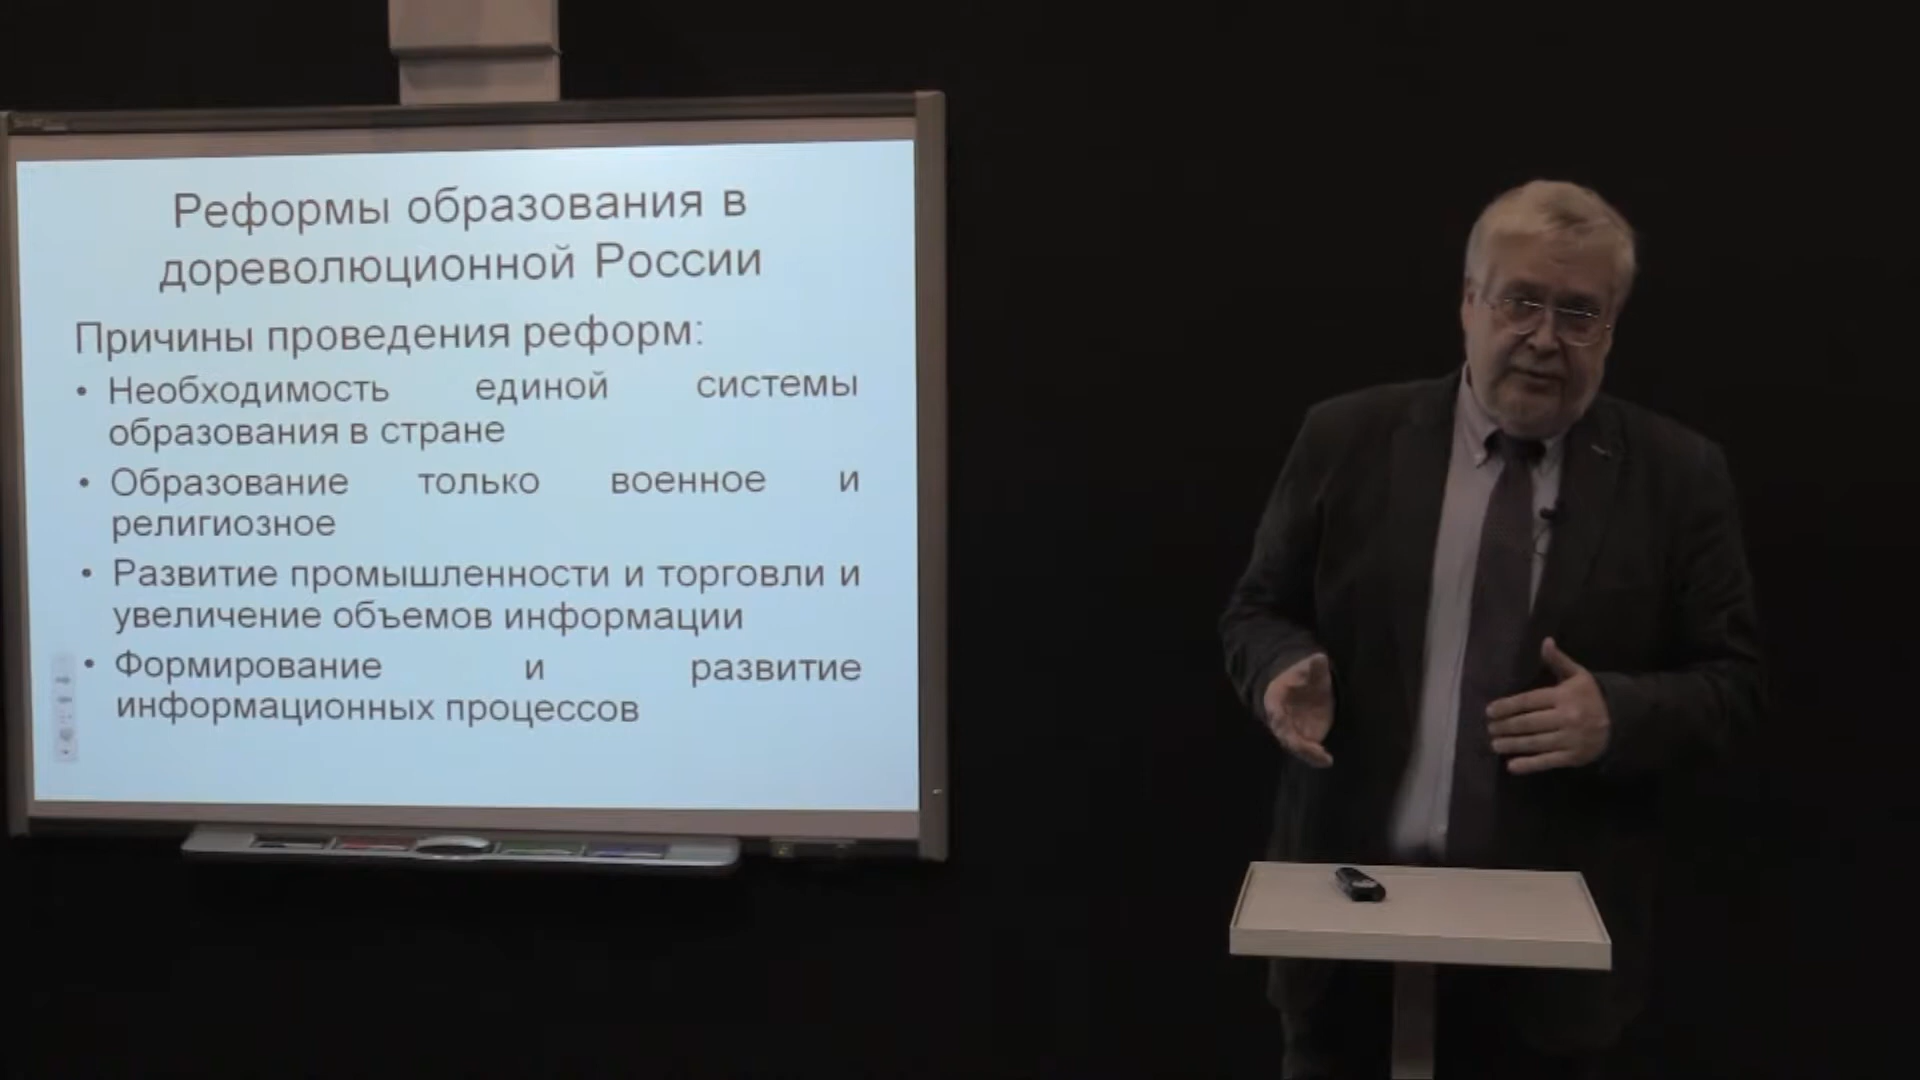 Реформы образования в
дореволюционной России
Причины проведения реформ:
• Необходимость единой системы
образования в стране
• Образование только военное и
религиозное
• Развитие промышленности и торговли и
увеличение объемов информации
• Формирование и развитие
информационных процессов